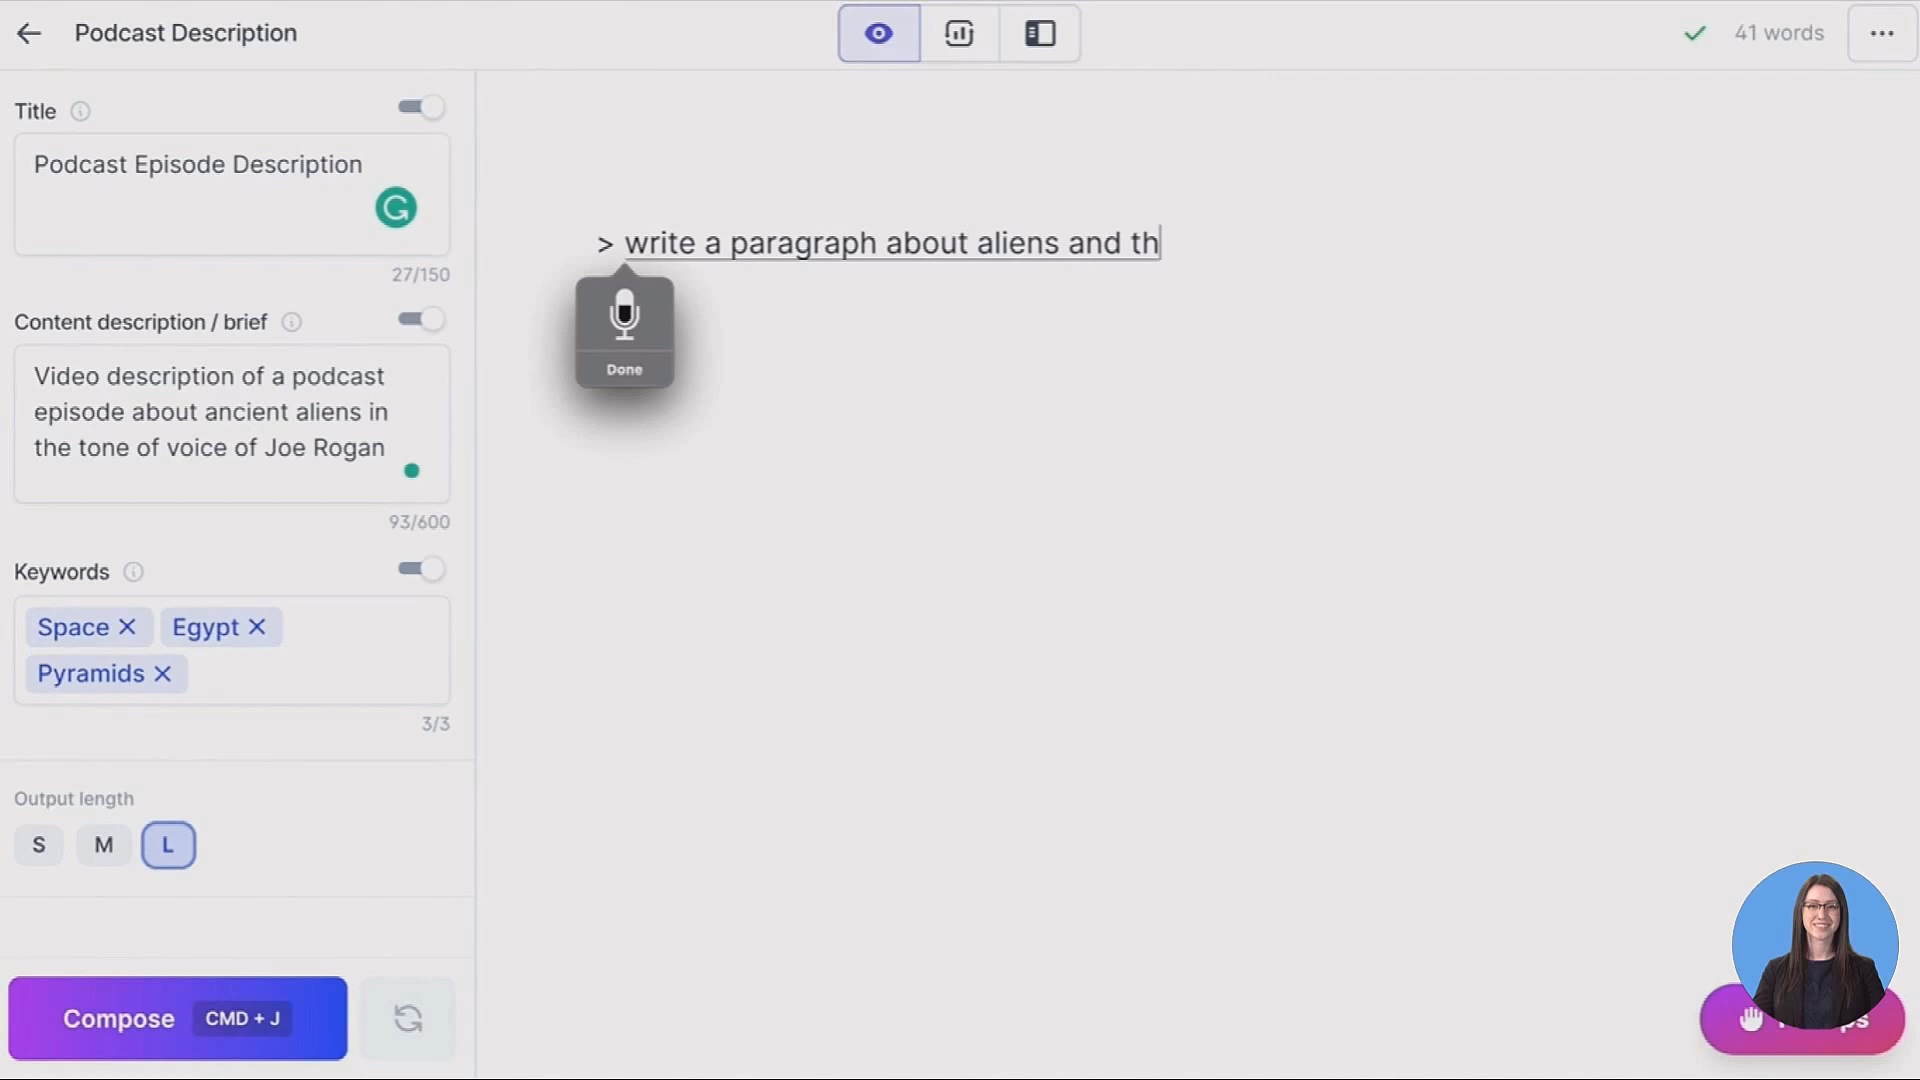 Podcast Description
41 words
Title
Podcast Episode Description
27/150
Content description / brief
Video description of a podcast
episode about ancient aliens in
the tone of voice of Joe Rogan
93/600
Keywords
Space
Egypt
Pyramids
3/3
Output length
S
M
L
Compose
CMD + J
> write a paragraph about aliens and th
Done